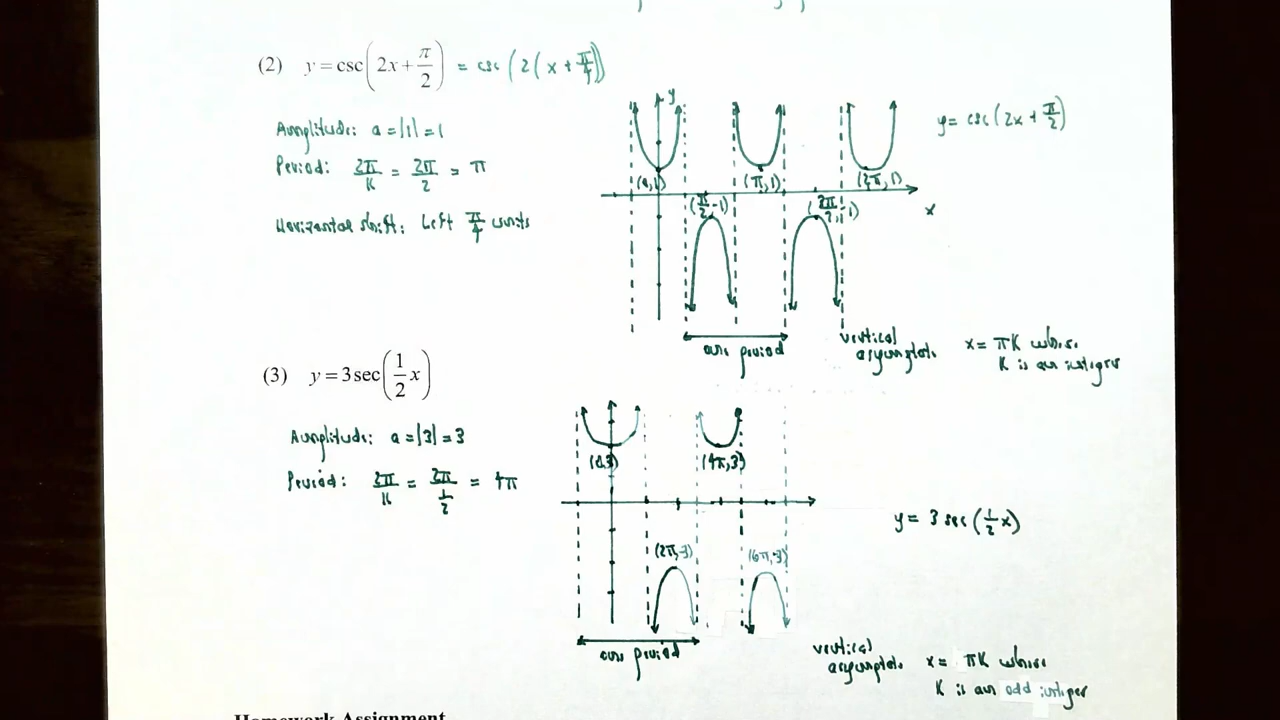 (2) y = csc(2x + π/2) = csc(2(x + π/4))
Amplitude: a = |1| = 1
Period: 2π/K = 2π/2 = π
Horizontal shift: Left π/4 units
y
y = csc(2x + π/2)
(0,1) (π,1) (2π,1)
(π/2,-1) (3π/2,-1)
x
one period
vertical
asymptote x = πK where
K is an integer
(3) y = 3 sec(1/2 x)
Amplitude: a = |3| = 3
Period: 2π/K = 2π/(1/2) = 4π
(0,3) (4π,3)
y = 3 sec(1/2 x)
(2π,-3) (6π,-3)
one period
vertical
asymptote x = πK where
K is an odd integer
Homework Assignment